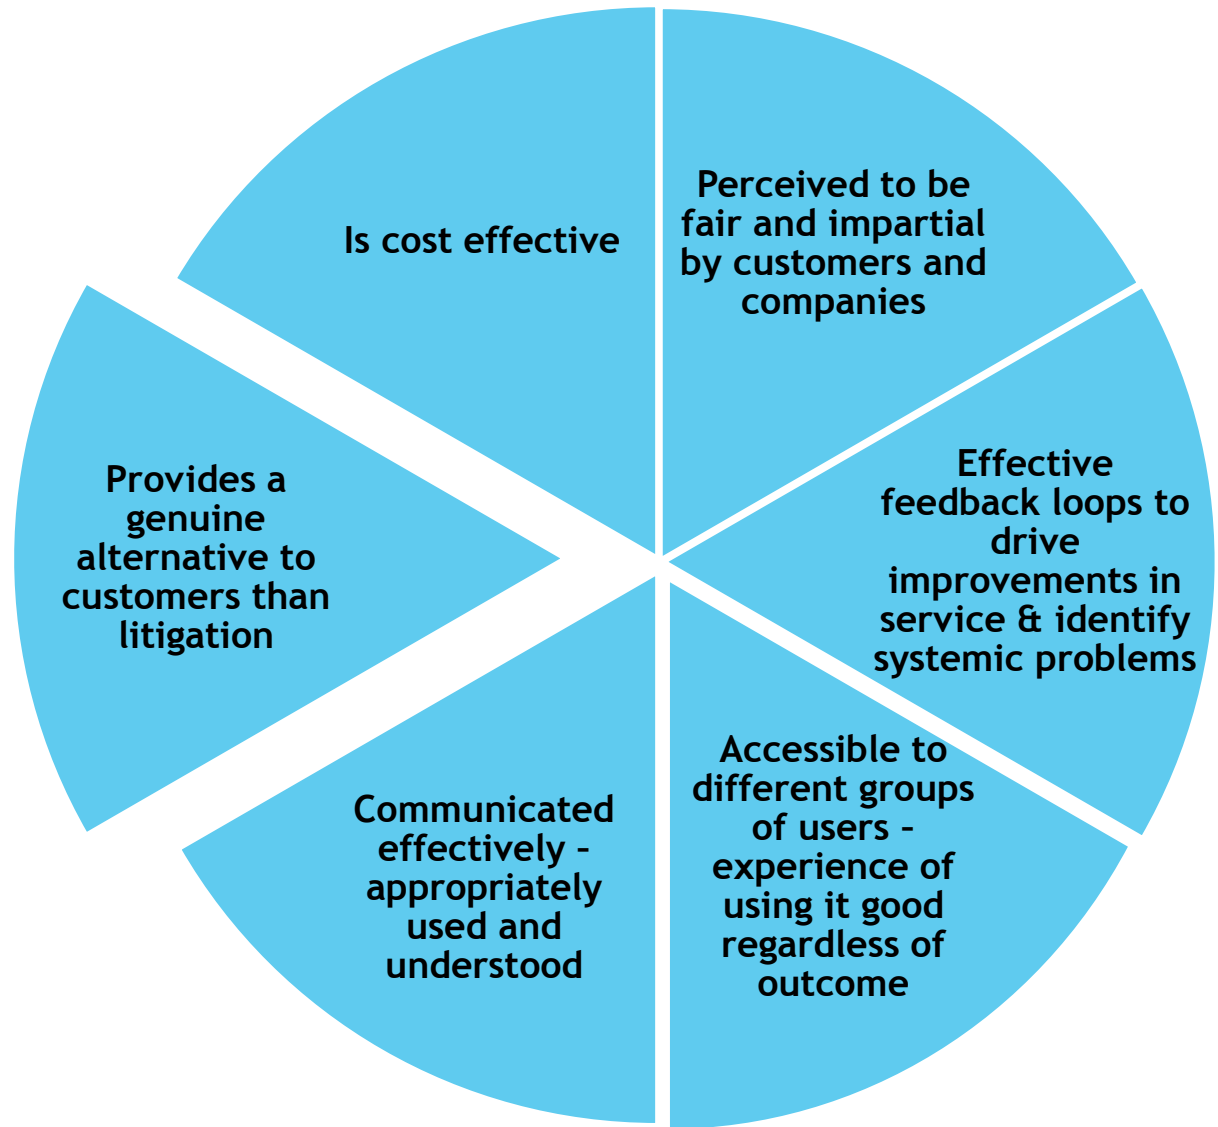 Perceived to be
fair and impartial
by customers and
companies
Effective
feedback loops to
drive
improvements in
service & identify
systemic problems
Accessible to
different groups
of users –
experience of
using it good
regardless of
outcome
Communicated
effectively –
appropriately
used and
understood
Provides a
genuine
alternative to
customers than
litigation
Is cost effective